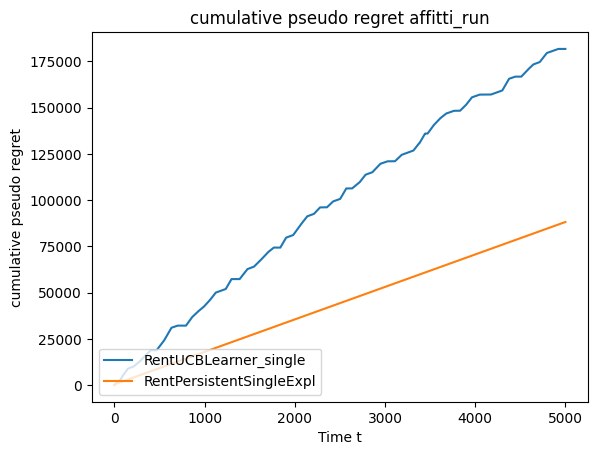 cumulative pseudo regret affitti_run
cumulative pseudo regret
175000
150000
125000
100000
75000
50000
25000
0
RentUCBLearner_single
RentPersistentSingleExpl
0 1000 2000 3000 4000 5000
Time t